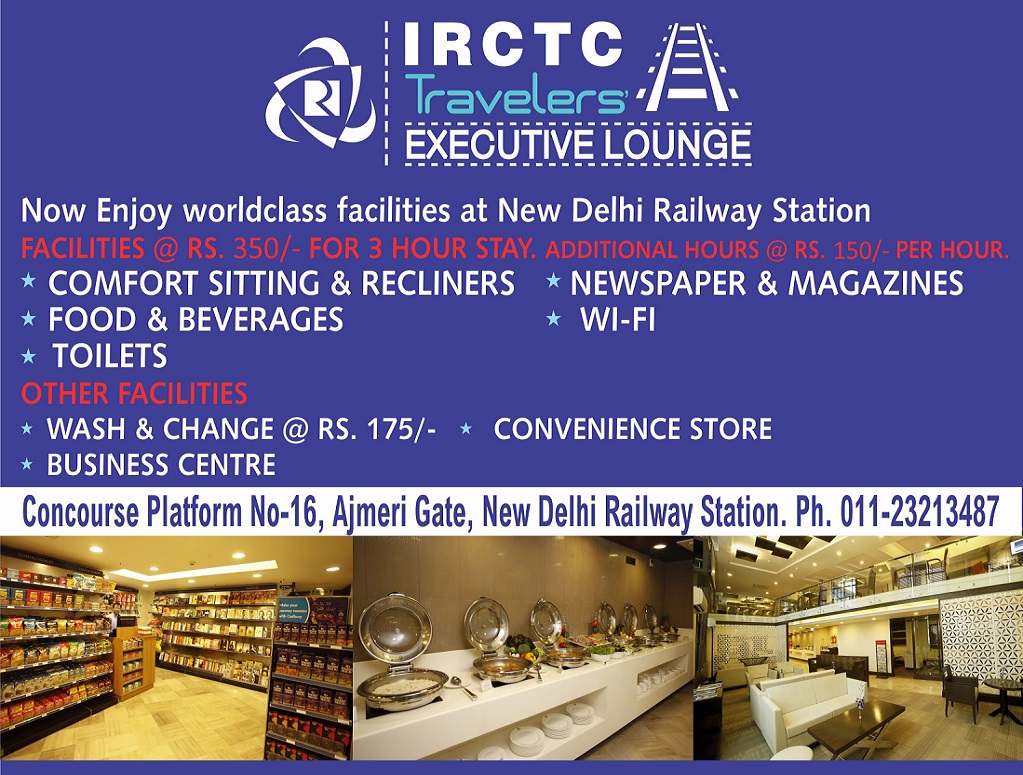 IRCTC
Travelers'
EXECUTIVE LOUNGE
Now Enjoy worldclass facilities at New Delhi Railway Station
FACILITIES @ RS. 350/- FOR 3 HOUR STAY. ADDITIONAL HOURS @ RS. 150/- PER HOUR.
★ COMFORT SITTING & RECLINERS ★ NEWSPAPER & MAGAZINES
★ FOOD & BEVERAGES ★ WI-FI
★ TOILETS
OTHER FACILITIES
★ WASH & CHANGE @ RS. 175/- ★ CONVENIENCE STORE
★ BUSINESS CENTRE
Concourse Platform No-16, Ajmeri Gate, New Delhi Railway Station. Ph. 011-23213487